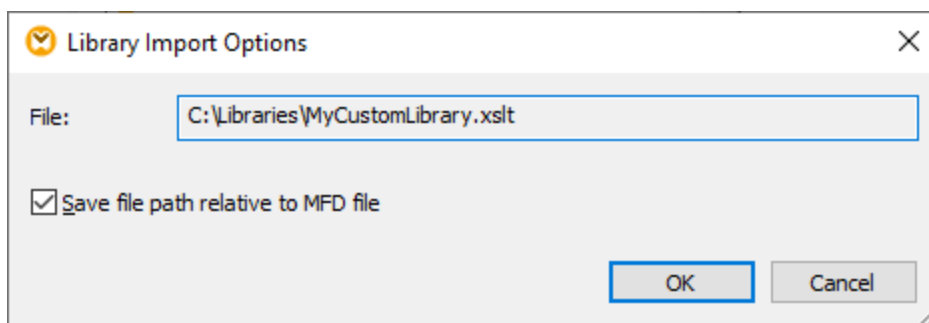 Library Import Options
File: C:\Libraries\MyCustomLibrary.xslt
Save file path relative to MFD file
OK Cancel